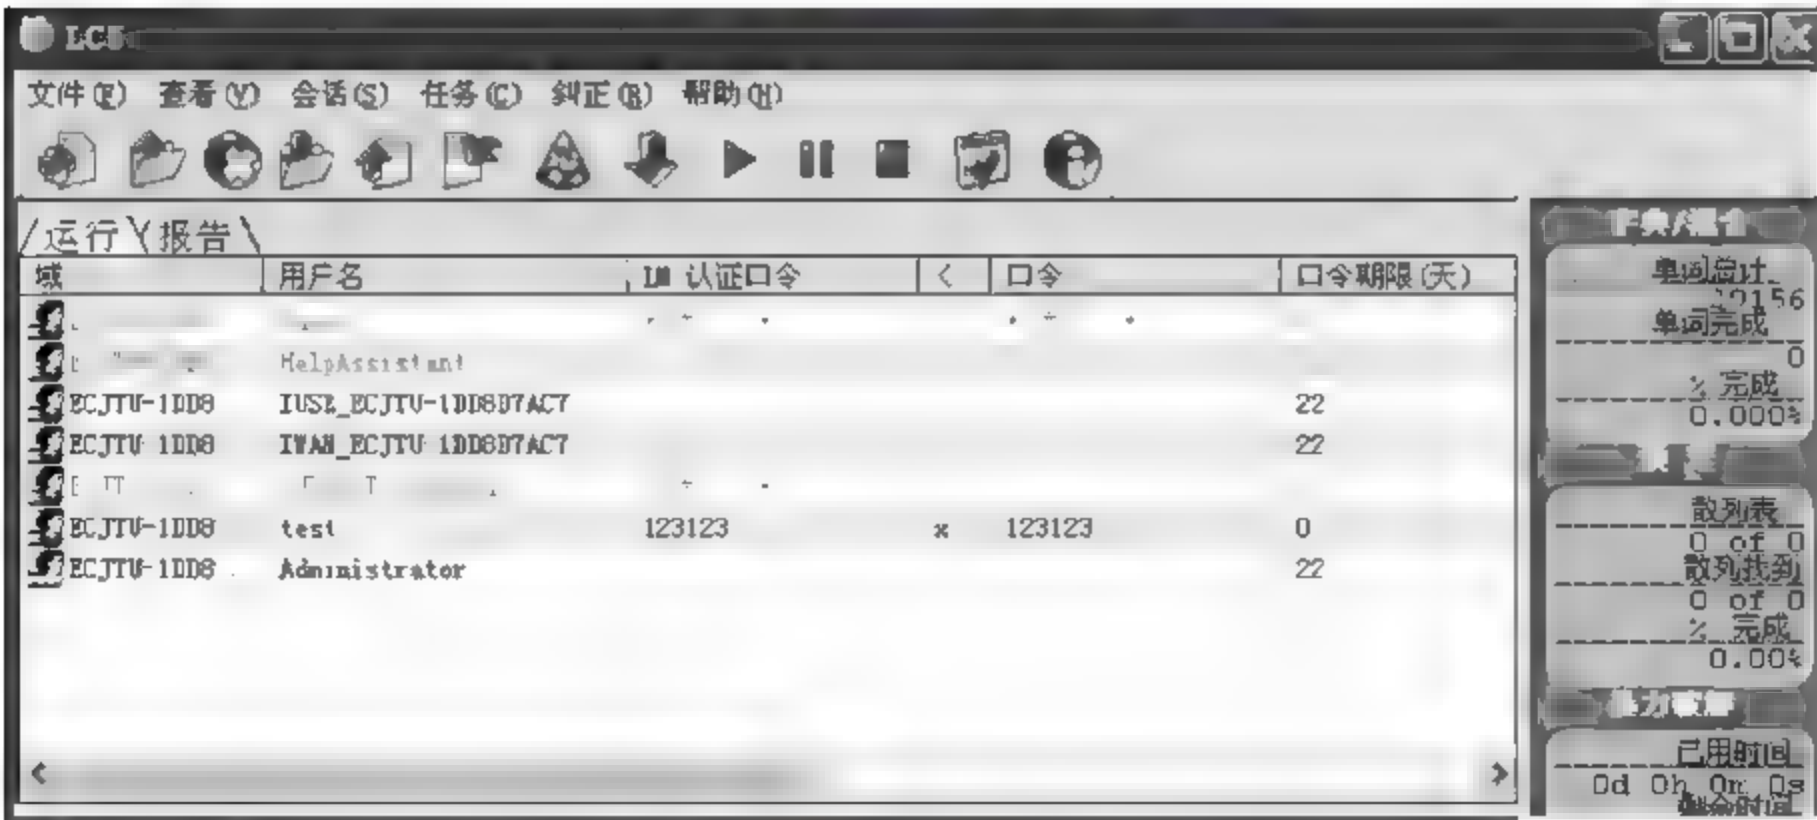 LC5
文件(F) 查看(V) 会话(S) 任务(C) 纠正(R) 帮助(H)
运行 报告
域 用户名 LM 认证口令 < 口令 口令期限(天)
HelpAssistant
ECJTU-1DD8 IUSR_ECJTU-1DD8D7AC7 22
ECJTU-1DD8 IWAM_ECJTU-1DD8D7AC7 22
ECJTU-1DD8 test 123123 x 123123 0
ECJTU-1DD8 Administrator 22
单词总计
单词完成
0
% 完成
0.000%
散列表
0 of 0
散列找到
0 of 0
% 完成
0.00%
已用时间
0d 0h 0m 0s
剩余时间